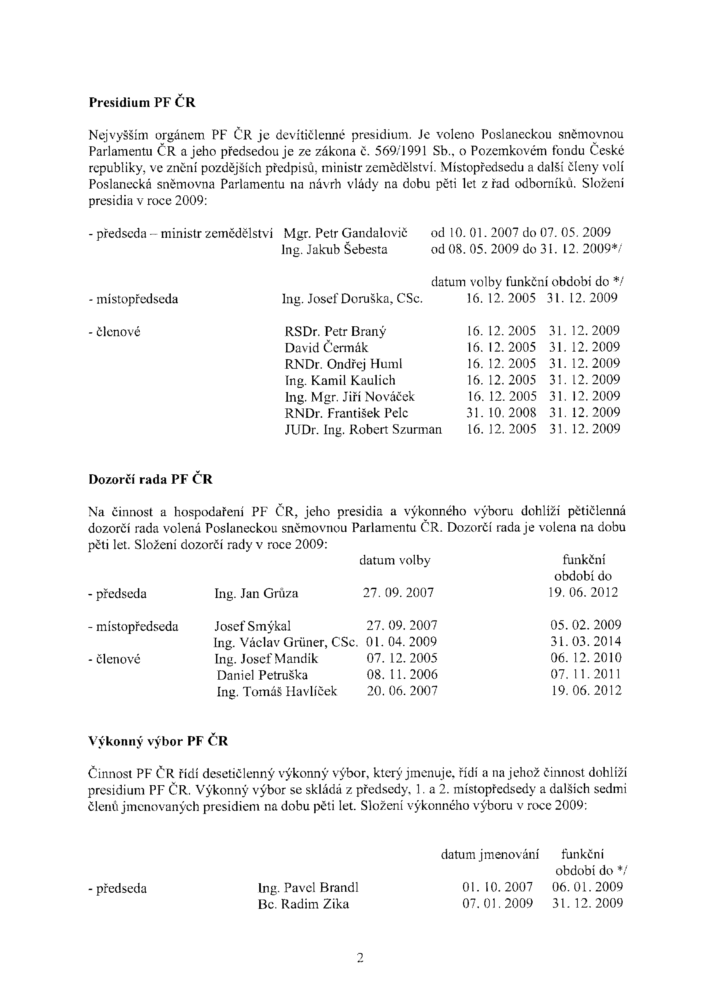 Presidium PF ČR
Nejvyšším orgánem PF ČR je devítičlenné presidium. Je voleno Poslaneckou sněmovnou
Parlamentu ČR a jeho předsedou je ze zákona č. 569/1991 Sb., o Pozemkovém fondu České
republiky, ve znění pozdějších předpisů, ministr zemědělství. Místopředsedu a další členy volí
Poslanecká sněmovna Parlamentu na návrh vlády na dobu pěti let z řad odborníků. Složení
presidia v roce 2009:
- předseda – ministr zemědělství Mgr. Petr Gandalovič od 10. 01. 2007 do 07. 05. 2009
Ing. Jakub Šebesta od 08. 05. 2009 do 31. 12. 2009*/
datum volby funkční období do */
- místopředseda Ing. Josef Doruška, CSc. 16. 12. 2005 31. 12. 2009
- členové RSDr. Petr Braný 16. 12. 2005 31. 12. 2009
David Čermák 16. 12. 2005 31. 12. 2009
RNDr. Ondřej Huml 16. 12. 2005 31. 12. 2009
Ing. Kamil Kaulich 16. 12. 2005 31. 12. 2009
Ing. Mgr. Jiří Nováček 16. 12. 2005 31. 12. 2009
RNDr. František Pelc 31. 10. 2008 31. 12. 2009
JUDr. Ing. Robert Szurman 16. 12. 2005 31. 12. 2009
Dozorčí rada PF ČR
Na činnost a hospodaření PF ČR, jeho presidia a výkonného výboru dohlíží pětičlenná
dozorčí rada volená Poslaneckou sněmovnou Parlamentu ČR. Dozorčí rada je volena na dobu
pěti let. Složení dozorčí rady v roce 2009:
datum volby funkční
období do
- předseda Ing. Jan Grůza 27. 09. 2007 19. 06. 2012
- místopředseda Josef Smýkal 27. 09. 2007 05. 02. 2009
Ing. Václav Grüner, CSc. 01. 04. 2009 31. 03. 2014
- členové Ing. Josef Mandík 07. 12. 2005 06. 12. 2010
Daniel Petruška 08. 11. 2006 07. 11. 2011
Ing. Tomáš Havlíček 20. 06. 2007 19. 06. 2012
Výkonný výbor PF ČR
Činnost PF ČR řídí desetičlenný výkonný výbor, který jmenuje, řídí a na jehož činnost dohlíží
presidium PF ČR. Výkonný výbor se skládá z předsedy, 1. a 2. místopředsedy a dalších sedmi
členů jmenovaných presidiem na dobu pěti let. Složení výkonného výboru v roce 2009:
datum jmenování funkční
období do */
- předseda Ing. Pavel Brandl 01. 10. 2007 06. 01. 2009
Bc. Radim Zika 07. 01. 2009 31. 12. 2009
2